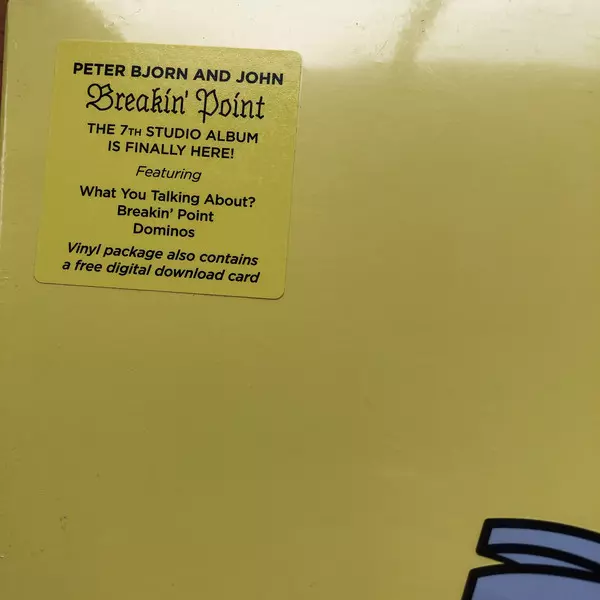 PETER BJORN AND JOHN
Breakin' Point
THE 7TH STUDIO ALBUM
IS FINALLY HERE!
Featuring
What You Talking About?
Breakin' Point
Dominos
Vinyl package also contains
a free digital download card